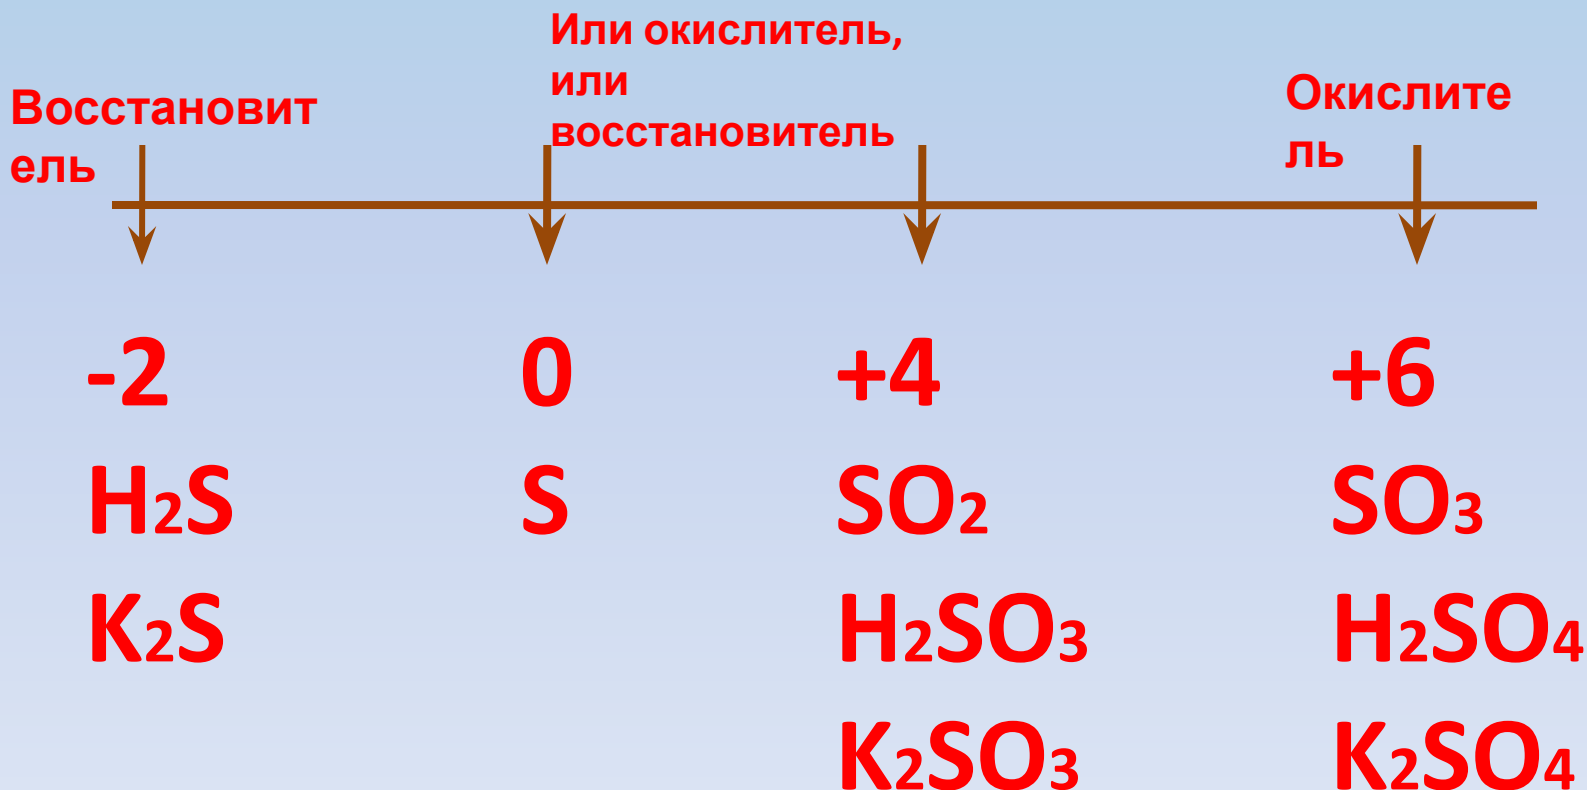 Или окислитель,
или
восстановитель
Восстановит
ель
Окислите
ль
-2 0 +4 +6
H2S S SO2 SO3
K2S H2SO3 H2SO4
K2SO3 K2SO4